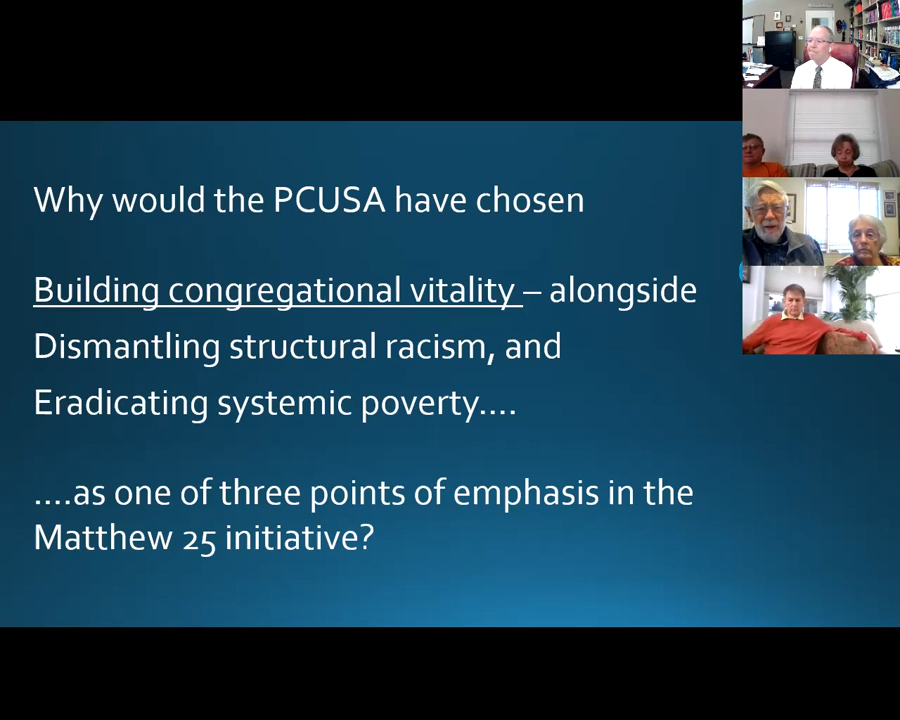 Why would the PCUSA have chosen
Building congregational vitality – alongside
Dismantling structural racism, and
Eradicating systemic poverty....
....as one of three points of emphasis in the
Matthew 25 initiative?